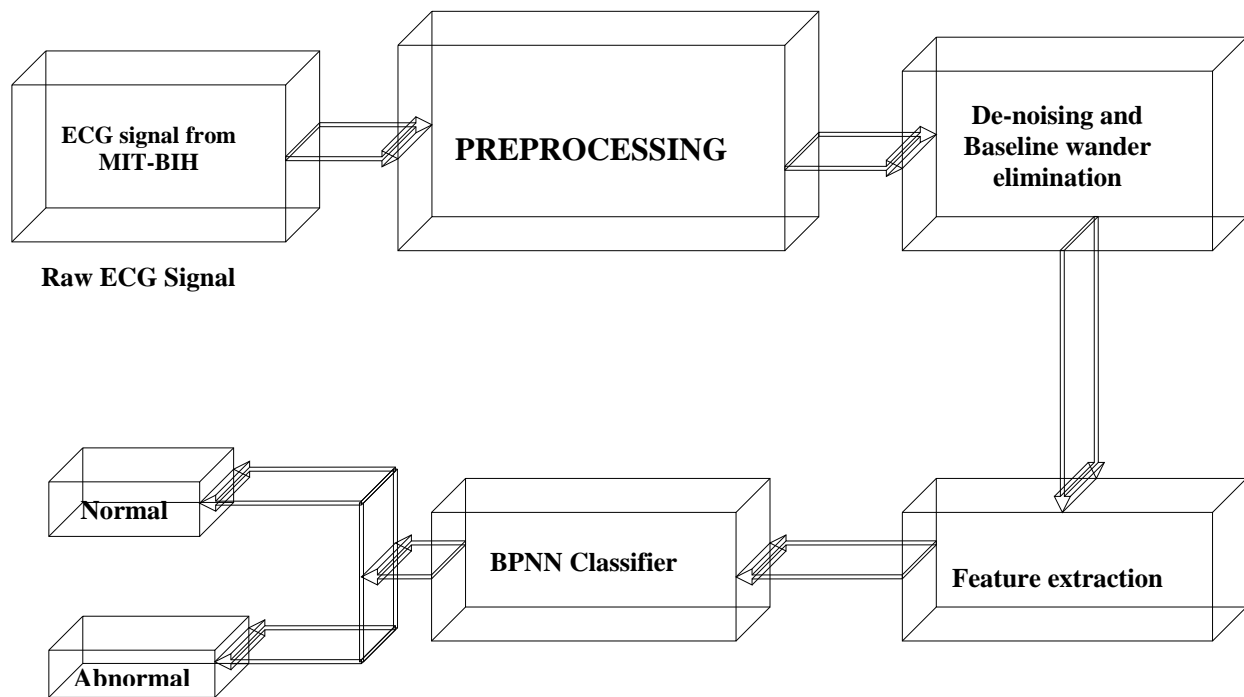 ECG signal from
MIT-BIH
PREPROCESSING
De-noising and
Baseline wander
elimination
Raw ECG Signal
Normal
BPNN Classifier
Feature extraction
Abnormal